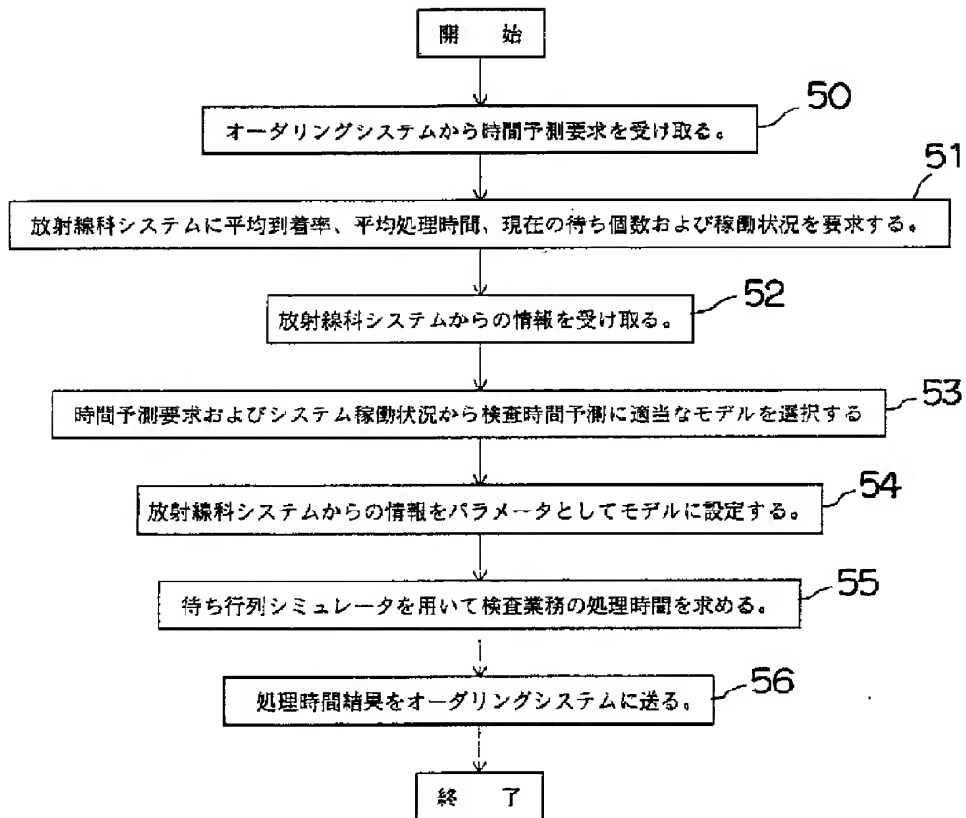 開 始
50
オーダリングシステムから時間予測要求を受け取る。
51
放射線科システムに平均到着率、平均処理時間、現在の待ち個数および稼働状況を要求する。
52
放射線科システムからの情報を受け取る。
53
時間予測要求およびシステム稼働状況から検査時間予測に適当なモデルを選択する
54
放射線科システムからの情報をパラメータとしてモデルに設定する。
55
待ち行列シミュレータを用いて検査業務の処理時間を求める。
56
処理時間結果をオーダリングシステムに送る。
終 了